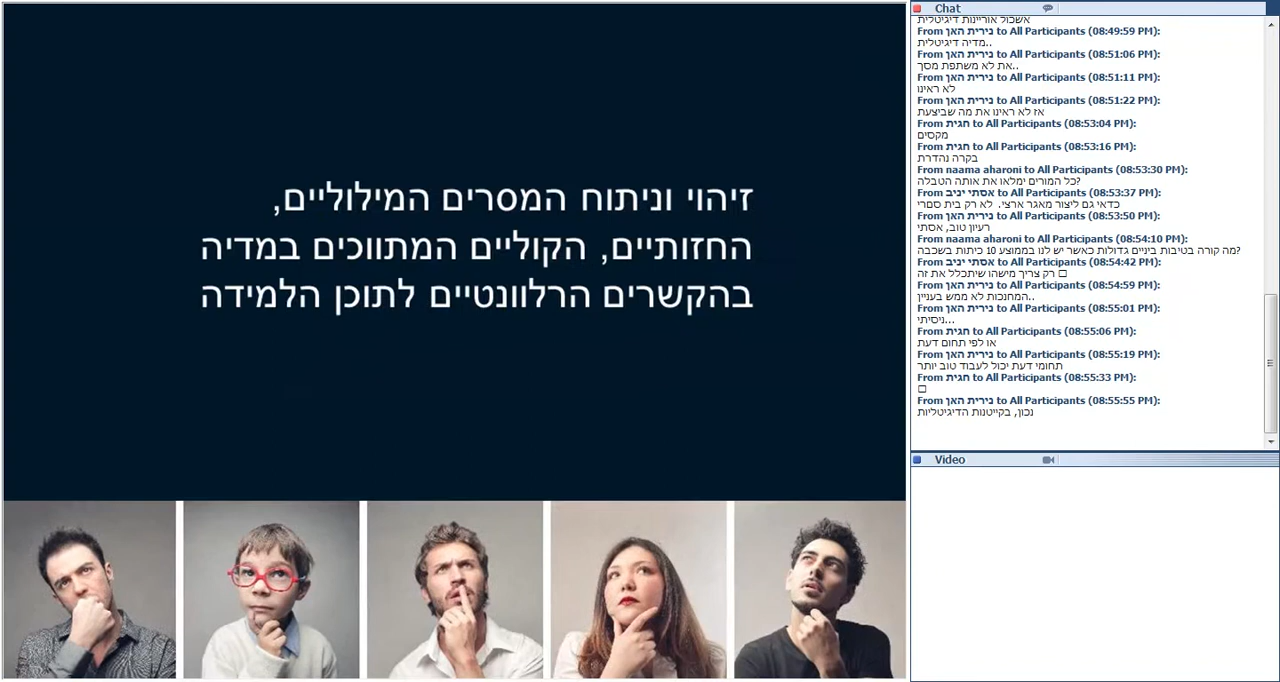 זיהוי וניתוח המסרים המילוליים,
החזותיים, הקוליים המתווכים במדיה
בהקשרים הרלוונטיים לתוכן הלמידה
Chat
אשכול אוריינות דיגיטלית
From נירית האן to All Participants (08:49:59 PM):
מדיה דיגיטלית..
From נירית האן to All Participants (08:51:06 PM):
את לא משתפת מסך..
From נירית האן to All Participants (08:51:11 PM):
לא ראינו
From נירית האן to All Participants (08:51:22 PM):
אז לא ראינו את מה שביצעת
From חגית to All Participants (08:53:04 PM):
מקסים
From חגית to All Participants (08:53:16 PM):
בקרה נהדרת
From naama aharoni to All Participants (08:53:30 PM):
כל המורים ימלאו את אותה הטבלה?
From אסתי יניב to All Participants (08:53:37 PM):
כדאי גם ליצור מאגר ארצי. לא רק בית ספרי
From נירית האן to All Participants (08:53:50 PM):
רעיון טוב, אסתי
From naama aharoni to All Participants (08:54:10 PM):
מה קורה בטיבות ביניים גדולות כאשר יש לנו בממוצע 10 כיתות בשכבה?
From אסתי יניב to All Participants (08:54:42 PM):
רק צריך מישהו שיתכלל את זה
From נירית האן to All Participants (08:54:59 PM):
המחנכות לא ממש בעניין..
From נירית האן to All Participants (08:55:01 PM):
ניסיתי...
From חגית to All Participants (08:55:06 PM):
או לפי תחום דעת
From נירית האן to All Participants (08:55:19 PM):
תחומי דעת יכול לעבוד טוב יותר
From חגית to All Participants (08:55:33 PM):
From נירית האן to All Participants (08:55:55 PM):
נכון, בקייטנות הדיגיטליות
Video